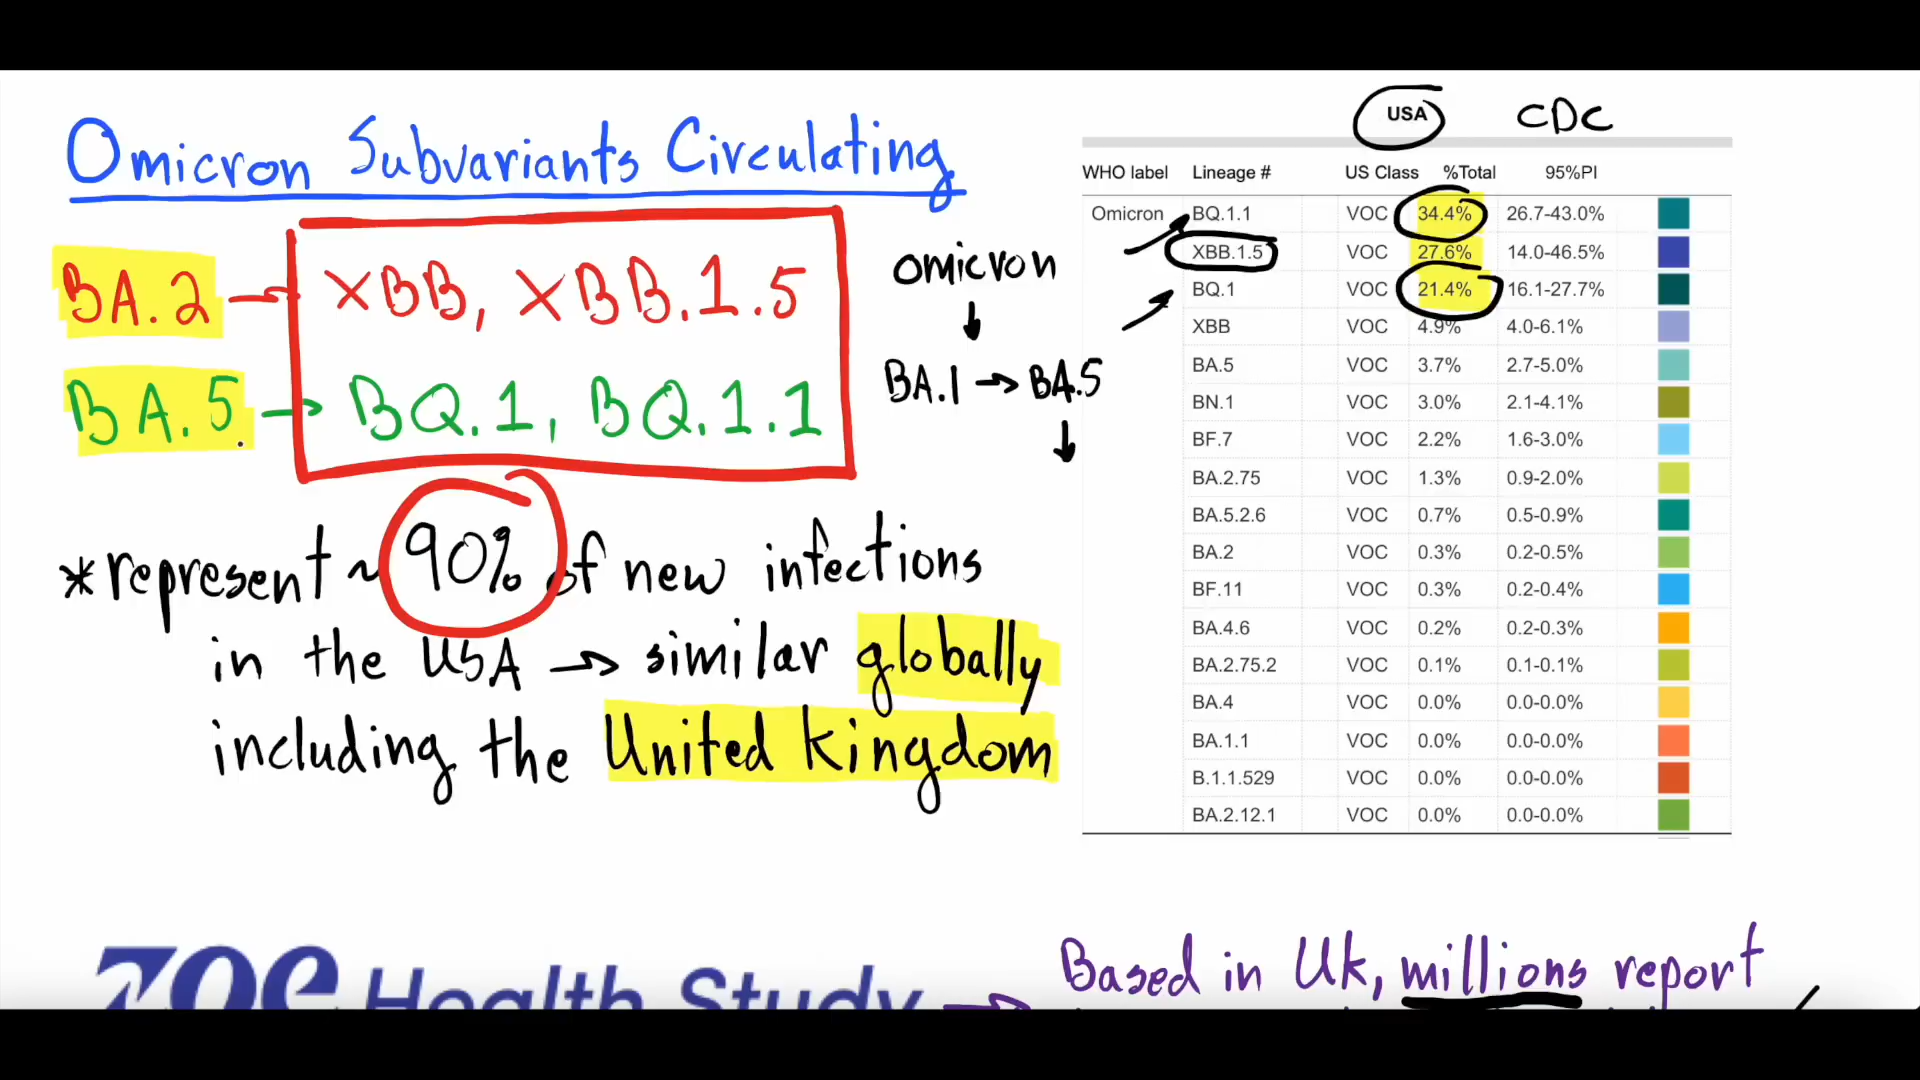 Omicron Subvariants Circulating
BA.2 → XBB, XBB.1.5
BA.5 → BQ.1, BQ.1.1
*represent ~ 90% of new infections
in the USA → similar globally
including the United Kingdom
omicron
↓
BA.1 → BA.5
↓
USA CDC
WHO label Lineage # US Class %Total 95%PI
Omicron BQ.1.1 VOC 34.4% 26.7-43.0%
XBB.1.5 VOC 27.6% 14.0-46.5%
BQ.1 VOC 21.4% 16.1-27.7%
XBB VOC 4.9% 4.0-6.1%
BA.5 VOC 3.7% 2.7-5.0%
BN.1 VOC 3.0% 2.1-4.1%
BF.7 VOC 2.2% 1.6-3.0%
BA.2.75 VOC 1.3% 0.9-2.0%
BA.5.2.6 VOC 0.7% 0.5-0.9%
BA.2 VOC 0.3% 0.2-0.5%
BF.11 VOC 0.3% 0.2-0.4%
BA.4.6 VOC 0.2% 0.2-0.3%
BA.2.75.2 VOC 0.1% 0.1-0.1%
BA.4 VOC 0.0% 0.0-0.0%
BA.1.1 VOC 0.0% 0.0-0.0%
B.1.1.529 VOC 0.0% 0.0-0.0%
BA.2.12.1 VOC 0.0% 0.0-0.0%
ZOE Health Study →
Based in UK, millions report